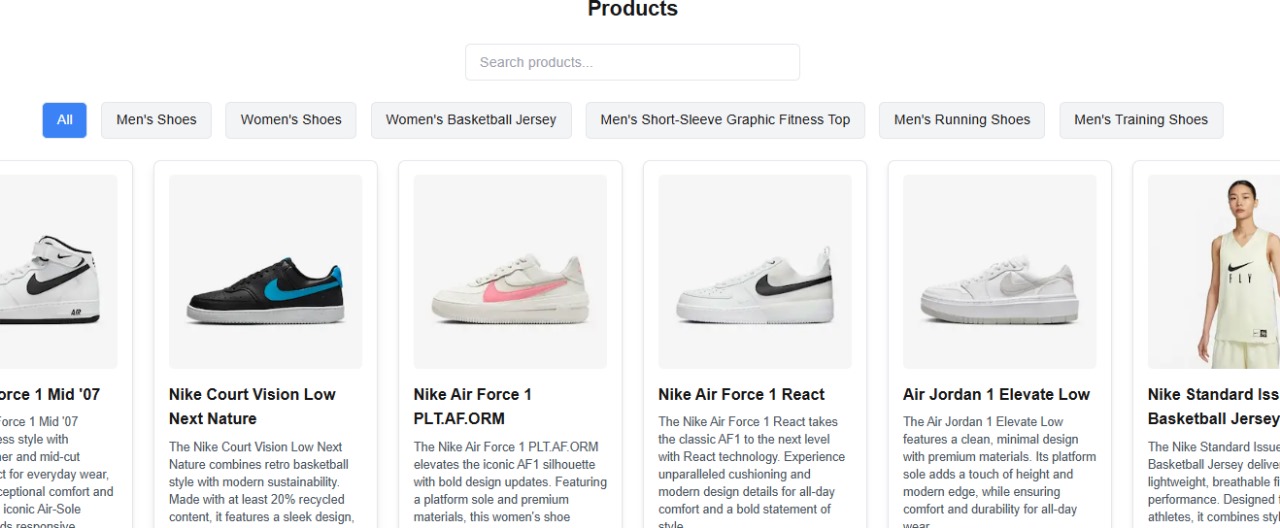 Products
Search products...
All
Men's Shoes
Women's Shoes
Women's Basketball Jersey
Men's Short-Sleeve Graphic Fitness Top
Men's Running Shoes
Men's Training Shoes
AIR
orce 1 Mid '07
orce 1 Mid '07
ess style with
er and mid-cut
ct for everyday wear,
ceptional comfort and
iconic Air-Sole
ds responsive
Nike Court Vision Low
Next Nature
The Nike Court Vision Low Next
Nature combines retro basketball
style with modern sustainability.
Made with at least 20% recycled
content, it features a sleek design,
Nike Air Force 1
PLT.AF.ORM
The Nike Air Force 1 PLT.AF.ORM
elevates the iconic AF1 silhouette
with bold design updates. Featuring
a platform sole and premium
materials, this women's shoe
Nike Air Force 1 React
The Nike Air Force 1 React takes
the classic AF1 to the next level
with React technology. Experience
unparalleled cushioning and
modern design details for all-day
comfort and a bold statement of
style.
Air Jordan 1 Elevate Low
The Air Jordan 1 Elevate Low
features a clean, minimal design
with premium materials. Its platform
sole adds a touch of height and
modern edge, while ensuring
comfort and durability for all-day
wear.
FLY
Nike Standard Iss
Basketball Jersey
The Nike Standard Issue
Basketball Jersey delive
lightweight, breathable fi
performance. Designed f
athletes, it combines sty